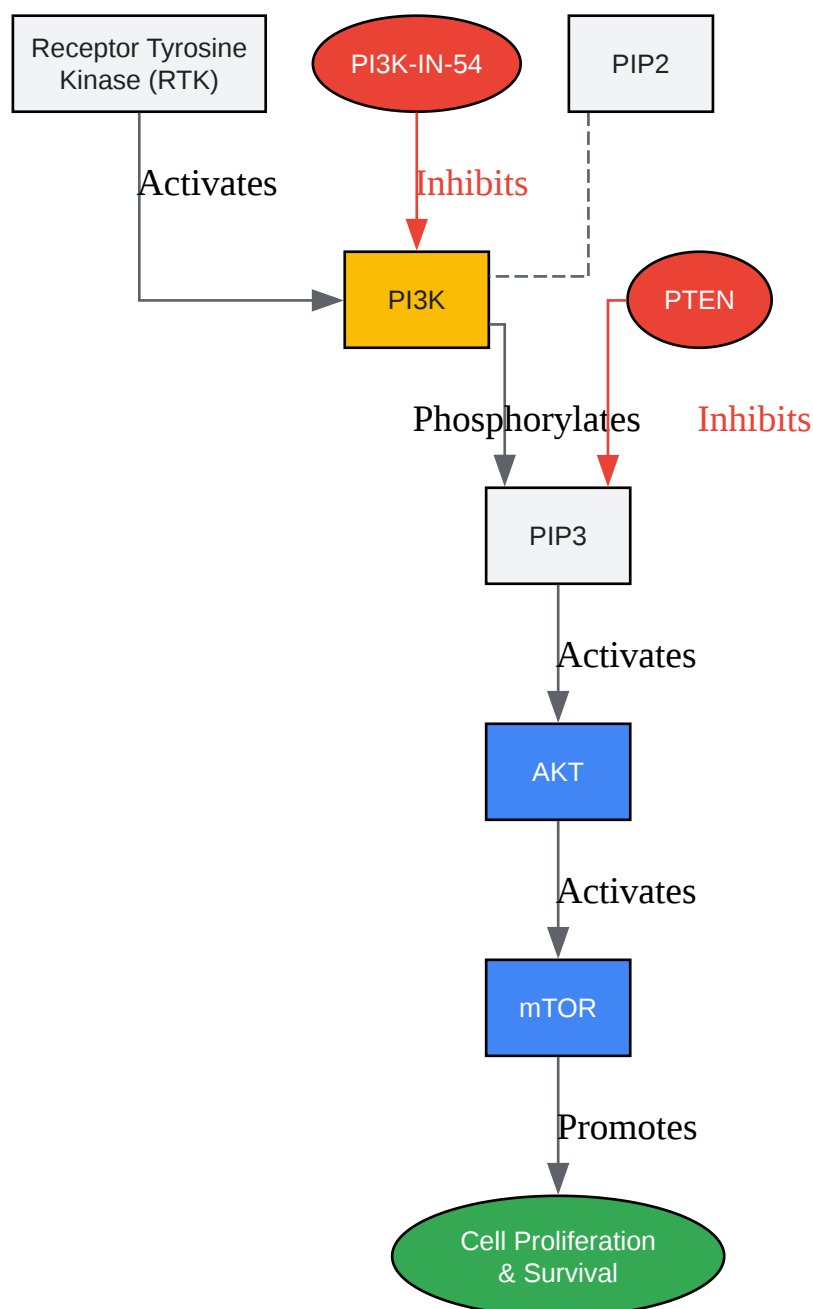 Receptor Tyrosine
Kinase (RTK)
PI3K-IN-54
PIP2
Activates
Inhibits
PI3K
PTEN
Phosphorylates
Inhibits
PIP3
Activates
AKT
Activates
mTOR
Promotes
Cell Proliferation
& Survival